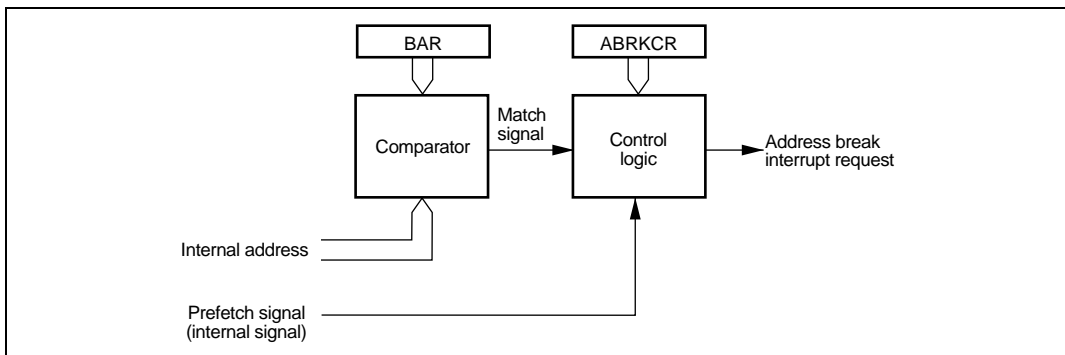 BAR
ABRKCR
Comparator
Match
signal
Control
logic
Address break
interrupt request
Internal address
Prefetch signal
(internal signal)